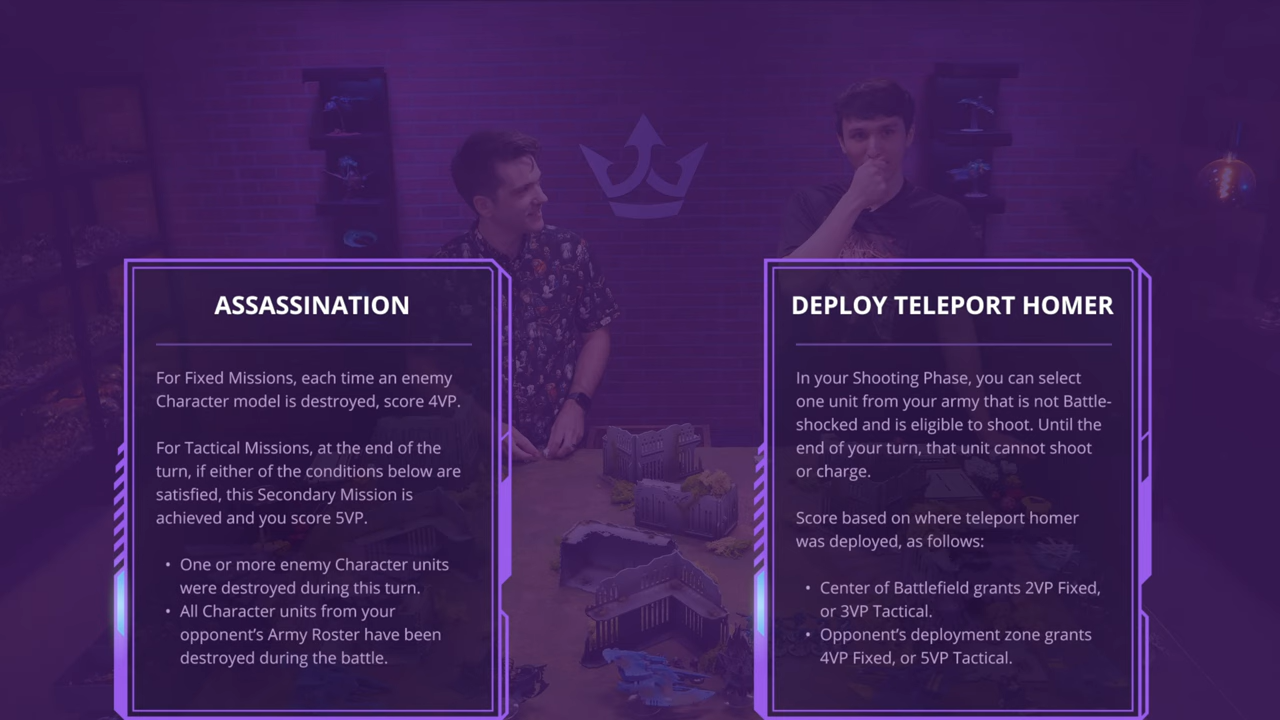 ASSASSINATION
For Fixed Missions, each time an enemy
Character model is destroyed, score 4VP.
For Tactical Missions, at the end of the
turn, if either of the conditions below are
satisfied, this Secondary Mission is
achieved and you score 5VP.
• One or more enemy Character units
were destroyed during this turn.
• All Character units from your
opponent's Army Roster have been
destroyed during the battle.
DEPLOY TELEPORT HOMER
In your Shooting Phase, you can select
one unit from your army that is not Battle-
shocked and is eligible to shoot. Until the
end of your turn, that unit cannot shoot
or charge.
Score based on where teleport homer
was deployed, as follows:
• Center of Battlefield grants 2VP Fixed,
or 3VP Tactical.
• Opponent's deployment zone grants
4VP Fixed, or 5VP Tactical.